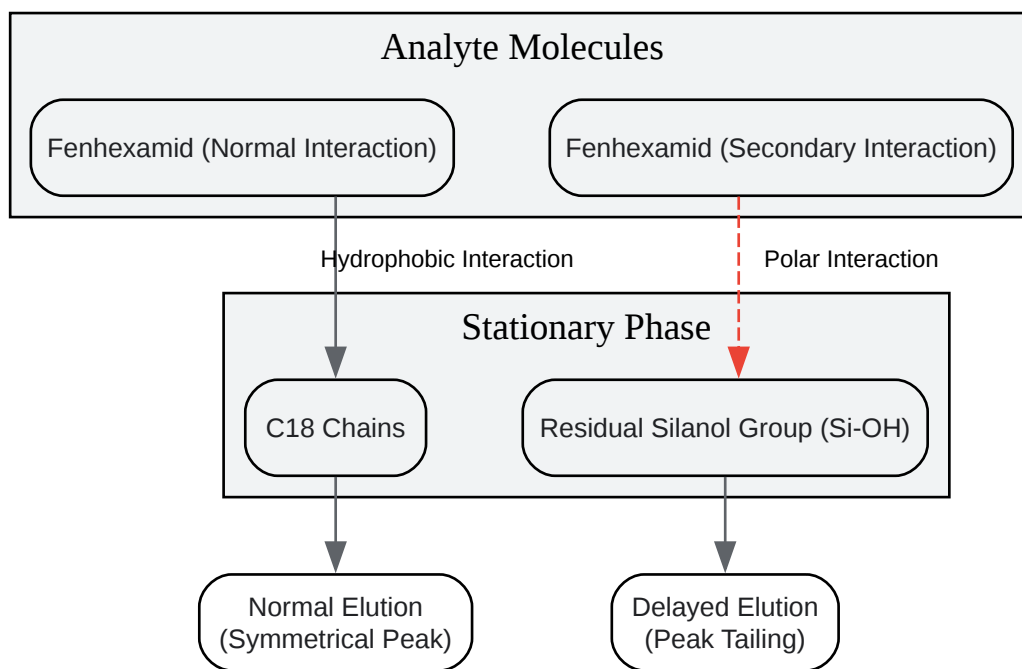 Analyte Molecules
Fenhexamid (Normal Interaction)
Fenhexamid (Secondary Interaction)
Hydrophobic Interaction
Polar Interaction
Stationary Phase
C18 Chains
Residual Silanol Group (Si-OH)
Normal Elution
(Symmetrical Peak)
Delayed Elution
(Peak Tailing)